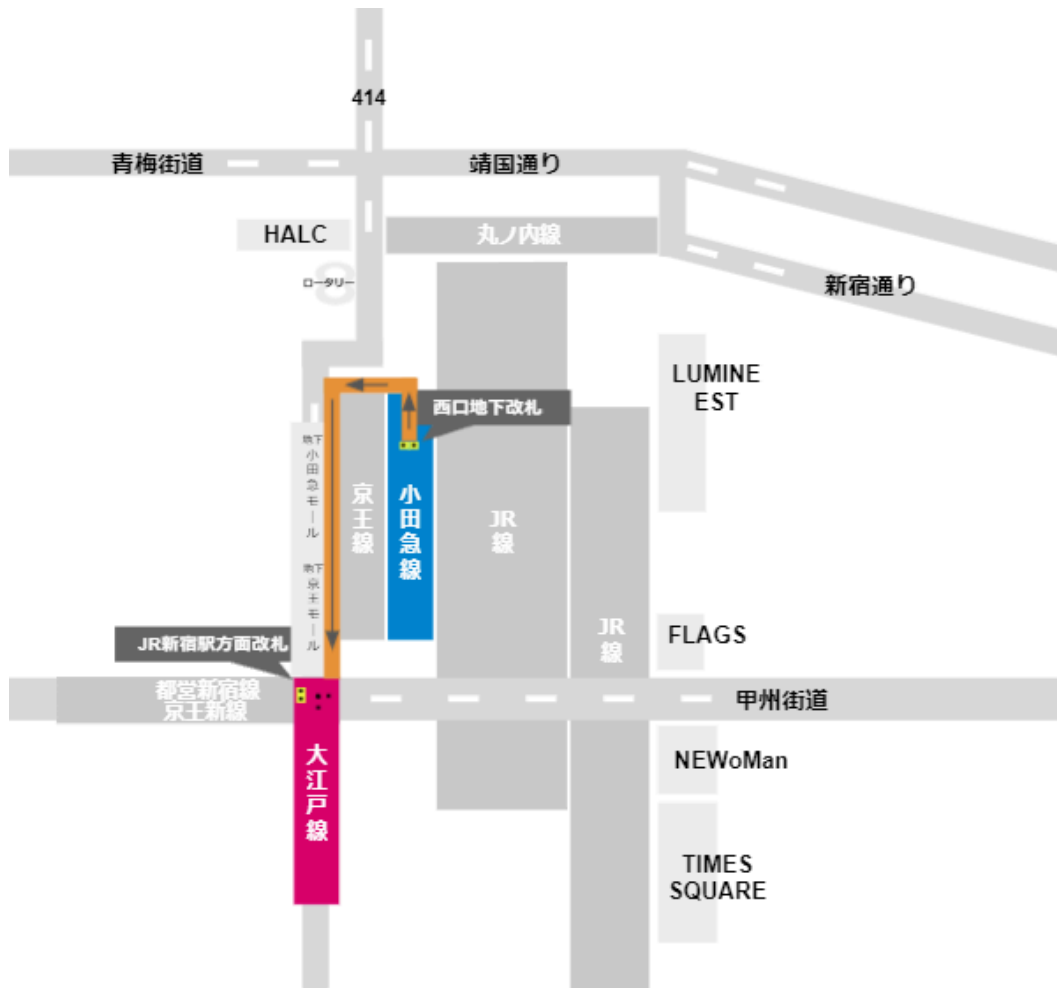 414
青梅街道
靖国通り
HALC
丸ノ内線
ロータリー
新宿通り
LUMINE
EST
西口地下改札
地下
小田急モール
京王線
小田急線
JR
線
地下
京王モール
JR
線
FLAGS
JR新宿駅方面改札
都営新宿線
京王新線
甲州街道
大江戸線
NEWoMan
TIMES
SQUARE